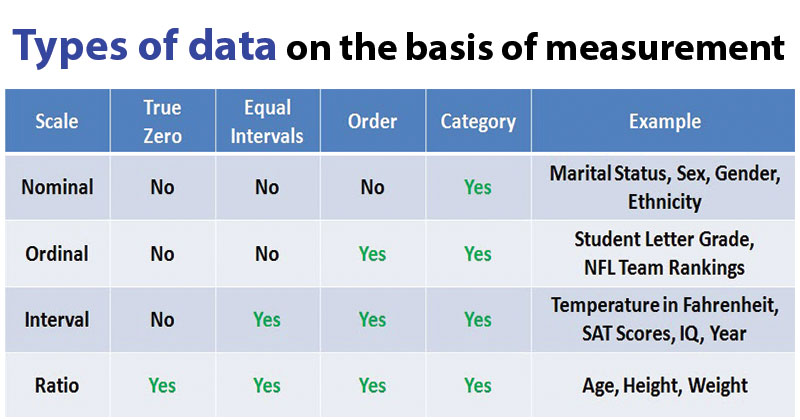 Types of data on the basis of measurement
Scale True Zero Equal Intervals Order Category Example
Nominal No No No Yes Marital Status, Sex, Gender,
Ethnicity
Ordinal No No Yes Yes Student Letter Grade,
NFL Team Rankings
Interval No Yes Yes Yes Temperature in Fahrenheit,
SAT Scores, IQ, Year
Ratio Yes Yes Yes Yes Age, Height, Weight